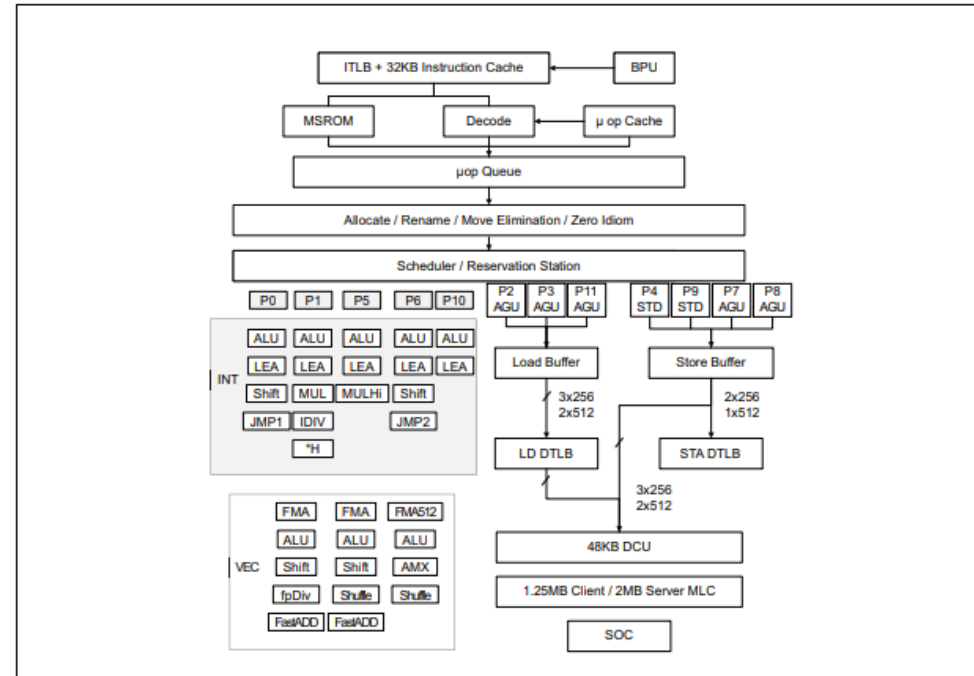 ITLB + 32KB Instruction Cache
BPU
MSROM
Decode
μ op Cache
μop Queue
Allocate / Rename / Move Elimination / Zero Idiom
Scheduler / Reservation Station
P0 P1 P5 P6 P10
P2 AGU
P3 AGU
P11 AGU
P4 STD
P9 STD
P7 AGU
P8 AGU
INT
ALU ALU ALU ALU ALU
LEA LEA LEA LEA LEA
Shift MUL MULHi Shift
JMP1 IDIV JMP2
*H
Load Buffer
Store Buffer
3x256
2x512
2x256
1x512
LD DTLB
STA DTLB
3x256
2x512
VEC
FMA FMA FMA512
ALU ALU ALU
Shift Shift AMX
fpDiv Shuffle Shuffle
FastADD FastADD
48KB DCU
1.25MB Client / 2MB Server MLC
SOC